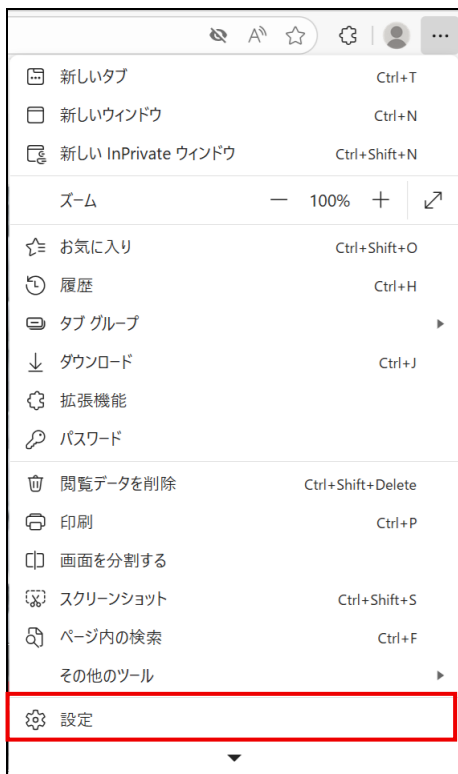 新しいタブ Ctrl+T
新しいウィンドウ Ctrl+N
新しい InPrivate ウィンドウ Ctrl+Shift+N
ズーム — 100% +
お気に入り Ctrl+Shift+O
履歴 Ctrl+H
タブ グループ
ダウンロード Ctrl+J
拡張機能
パスワード
閲覧データを削除 Ctrl+Shift+Delete
印刷 Ctrl+P
画面を分割する
スクリーンショット Ctrl+Shift+S
ページ内の検索 Ctrl+F
その他のツール
設定